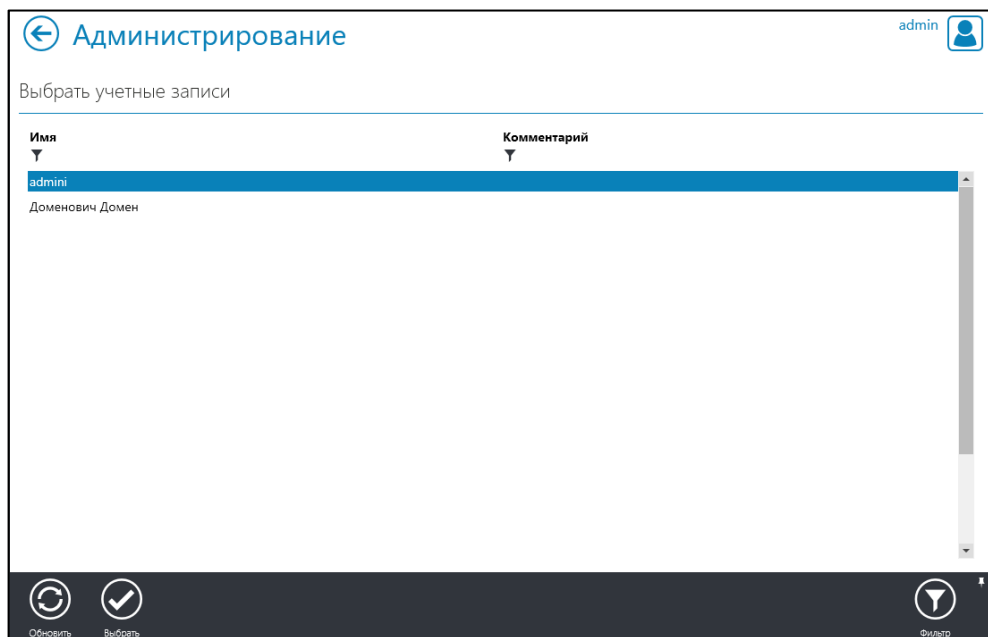 Администрирование
admin
Выбрать учетные записи
Имя
Комментарий
admini
Доменович Домен
Обновить
Выбрать
Фильтр